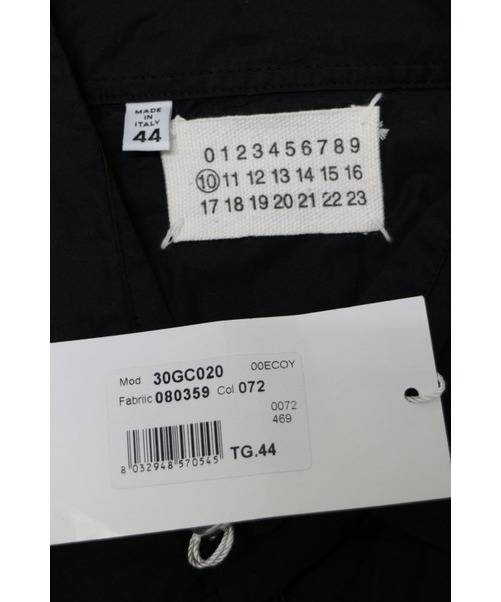 MADE
IN
ITALY
44
0 1 2 3 4 5 6 7 8 9
10 11 12 13 14 15 16
17 18 19 20 21 22 23
Mod 30GC020 00ECOY
Fabriic 080359 Col. 072
0072
469
8 032948 570545
TG.44